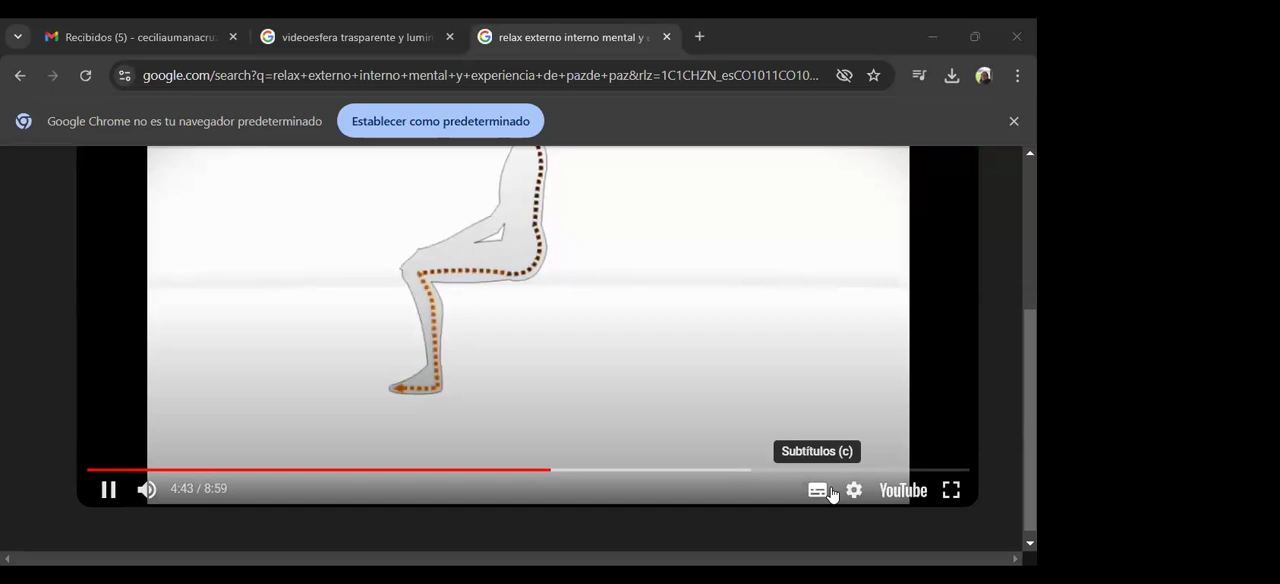 Recibidos (5) - ceciliaumanacru
videoesfera trasparente y lumin
relax externo interno mental y e
google.com/search?q=relax+externo+interno+mental+y+experiencia+de+pazde+paz&rlz=1C1CHZN_esCO1011CO10...
Google Chrome no es tu navegador predeterminado
Establecer como predeterminado
Subtítulos (c)
4:43 / 8:59
YouTube